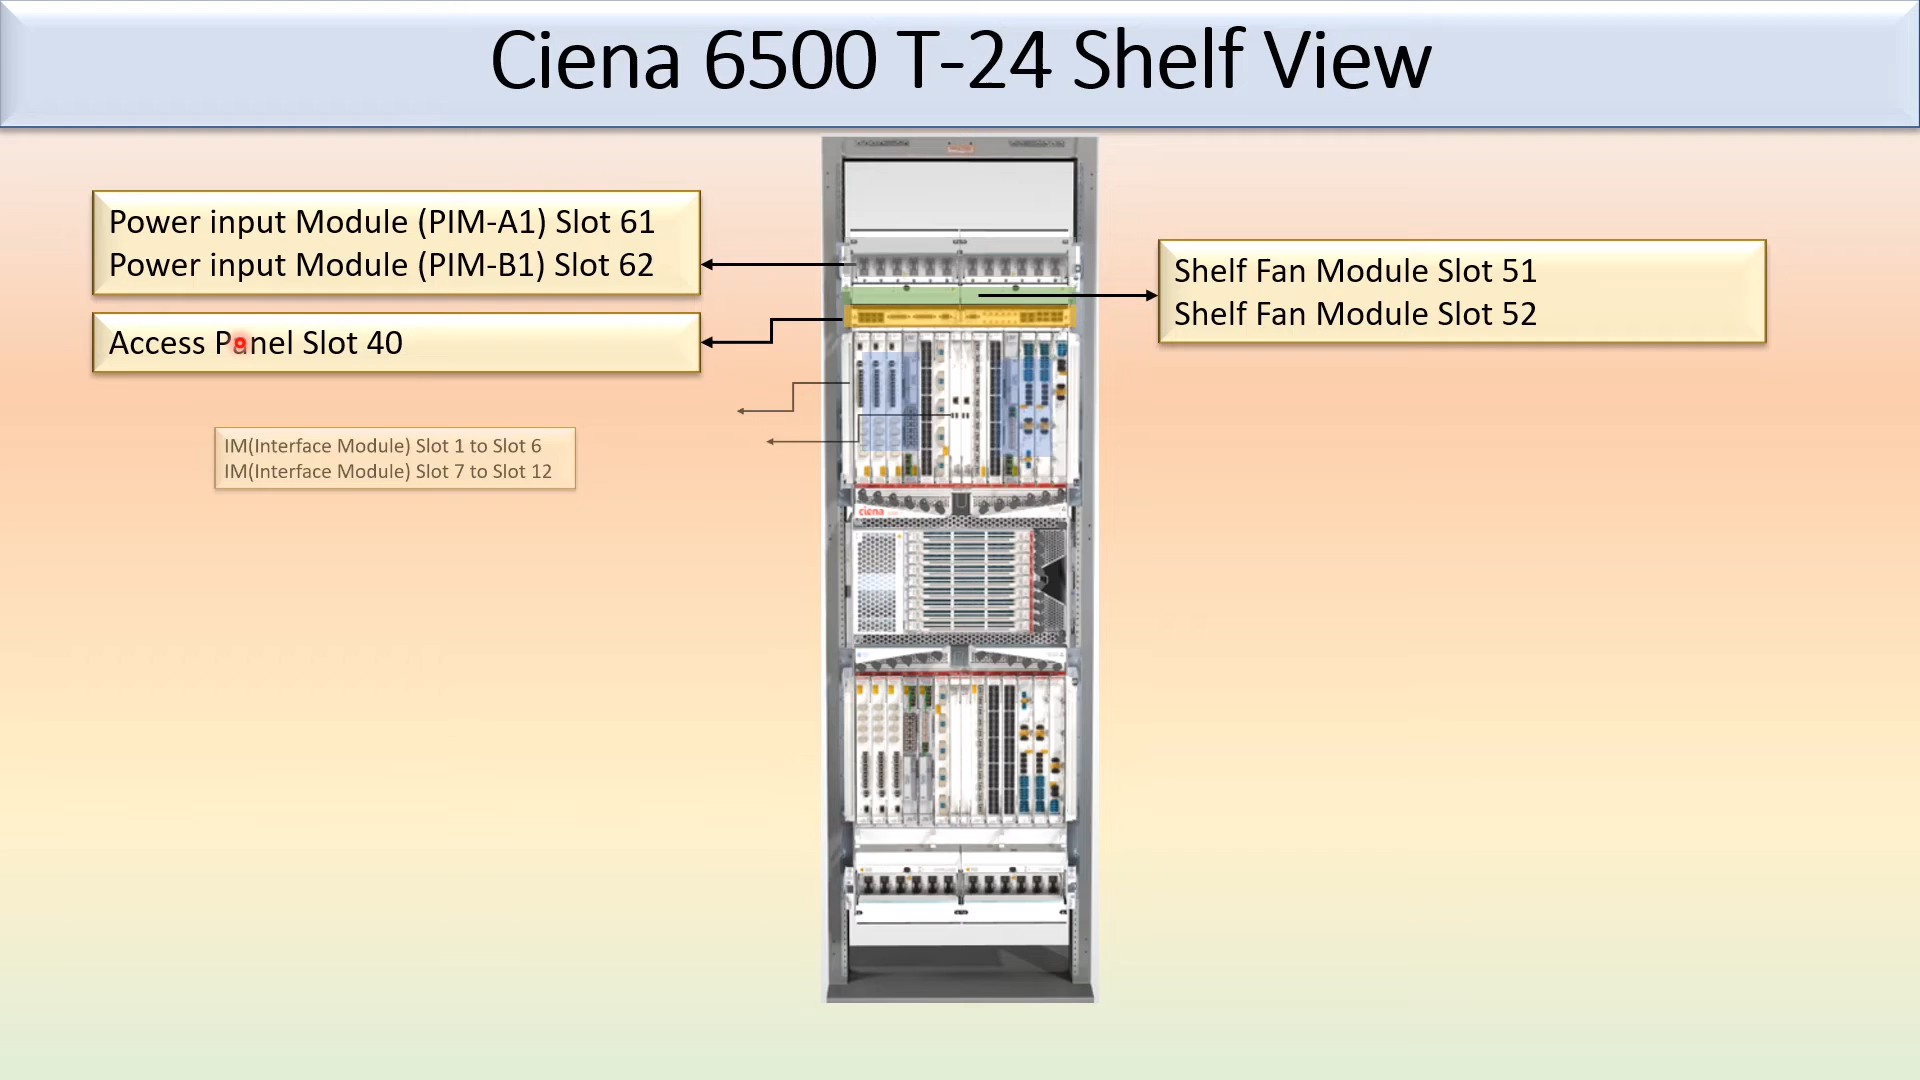 Ciena 6500 T-24 Shelf View
Power input Module (PIM-A1) Slot 61
Power input Module (PIM-B1) Slot 62
Access Panel Slot 40
IM(Interface Module) Slot 1 to Slot 6
IM(Interface Module) Slot 7 to Slot 12
Shelf Fan Module Slot 51
Shelf Fan Module Slot 52
ciena